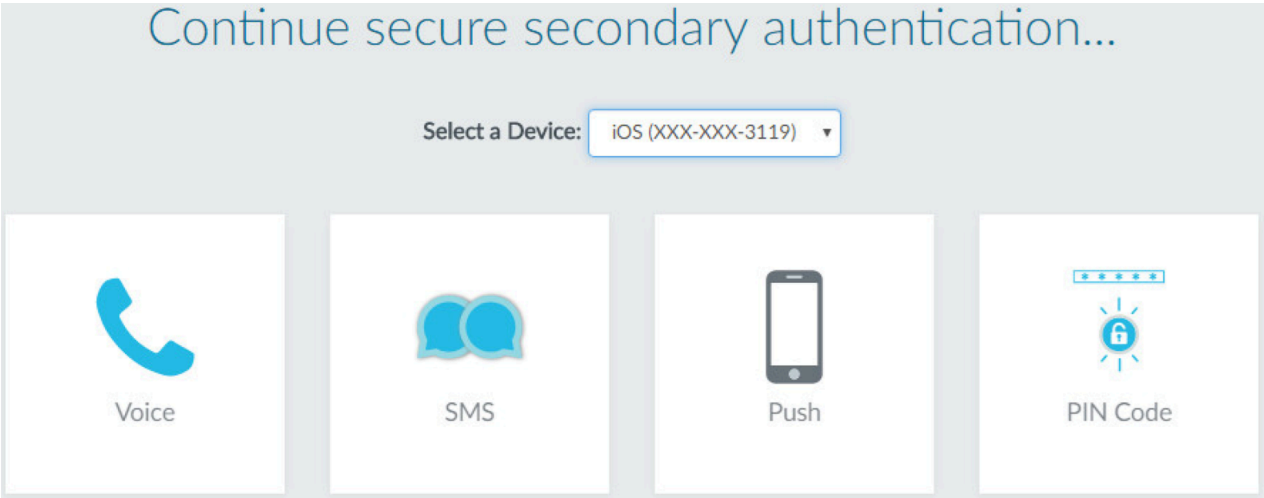 Continue secure secondary authentication...
Select a Device: iOS (XXX-XXX-3119)
*****
Voice SMS Push PIN Code